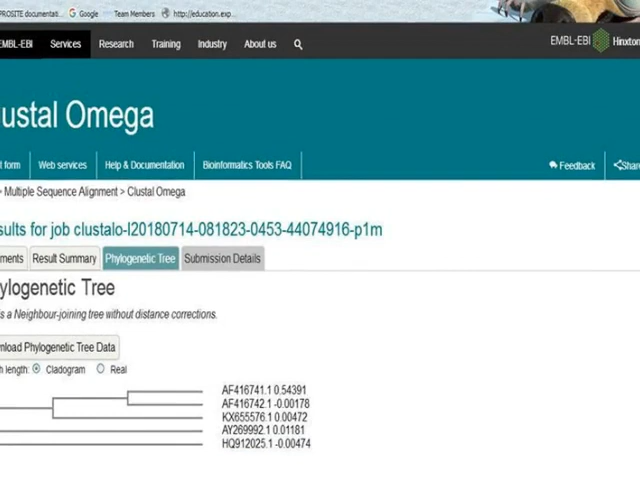 PROSITE documentati... Google Team Members http://education.exp...
EMBL-EBI Services Research Training Industry About us EMBL-EBI Hinxton
ustal Omega
t form Web services Help & Documentation Bioinformatics Tools FAQ Feedback Share
> Multiple Sequence Alignment > Clustal Omega
sults for job clustalo-I20180714-081823-0453-44074916-p1m
ments Result Summary Phylogenetic Tree Submission Details
ylogenetic Tree
s a Neighbour-joining tree without distance corrections.
nload Phylogenetic Tree Data
h length: Cladogram Real
AF416741.1 0.54391
AF416742.1 -0.00178
KX655576.1 0.00472
AY269992.1 0.01181
HQ912025.1 -0.00474